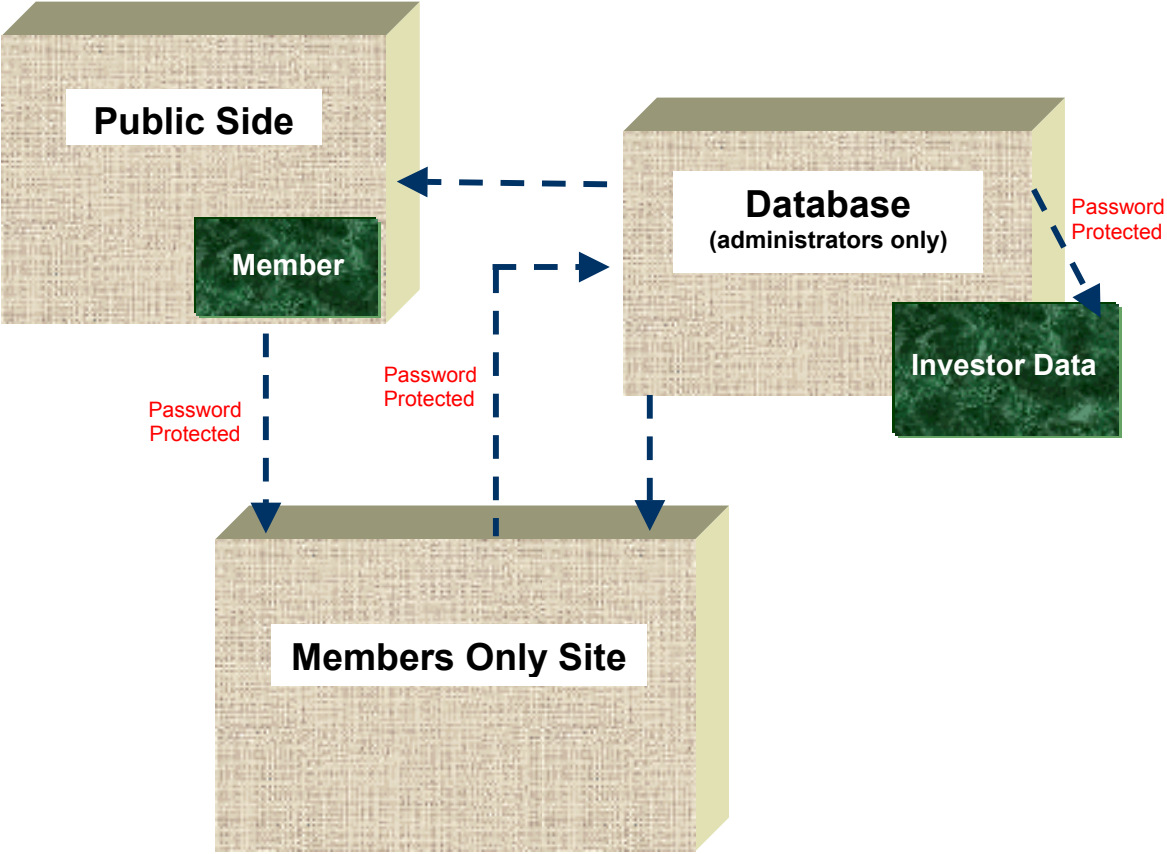 Public Side
Member
Database
(administrators only)
Password
Protected
Investor Data
Password
Protected
Password
Protected
Members Only Site